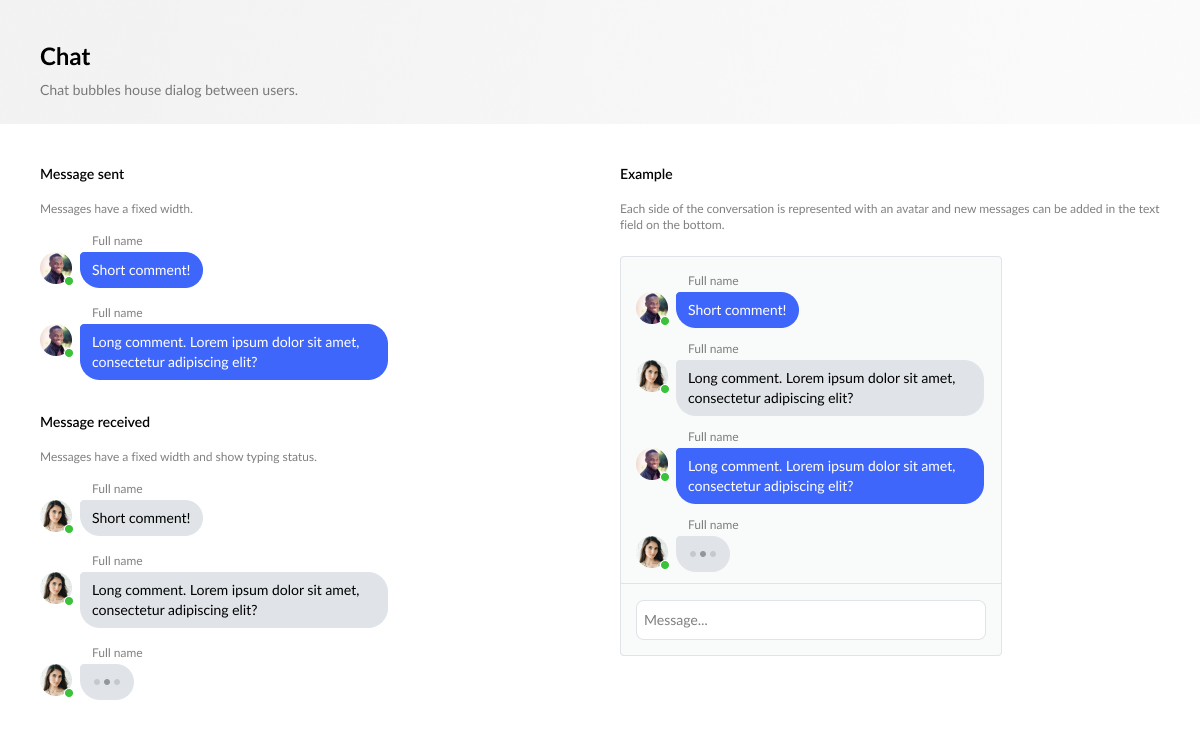 Chat
Chat bubbles house dialog between users.
Message sent
Messages have a fixed width.
Full name
Short comment!
Full name
Long comment. Lorem ipsum dolor sit amet,
consectetur adipiscing elit?
Message received
Messages have a fixed width and show typing status.
Full name
Short comment!
Full name
Long comment. Lorem ipsum dolor sit amet,
consectetur adipiscing elit?
Full name
Example
Each side of the conversation is represented with an avatar and new messages can be added in the text
field on the bottom.
Full name
Short comment!
Full name
Long comment. Lorem ipsum dolor sit amet,
consectetur adipiscing elit?
Full name
Long comment. Lorem ipsum dolor sit amet,
consectetur adipiscing elit?
Full name
Message...